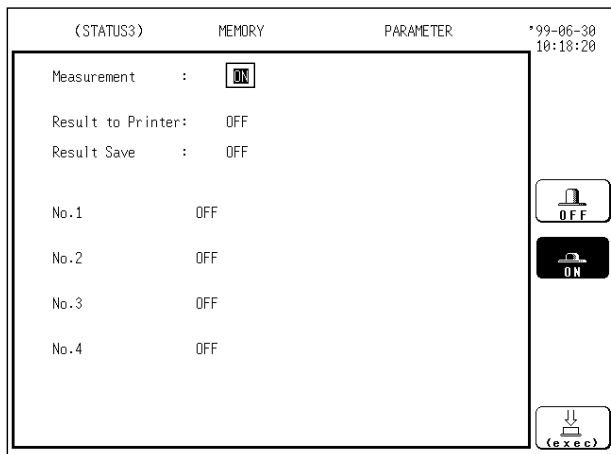 (STATUS3) MEMORY PARAMETER '99-06-30
10:18:20
Measurement : ON
Result to Printer: OFF
Result Save : OFF
No.1 OFF
No.2 OFF
No.3 OFF
No.4 OFF
OFF
ON
(exec)